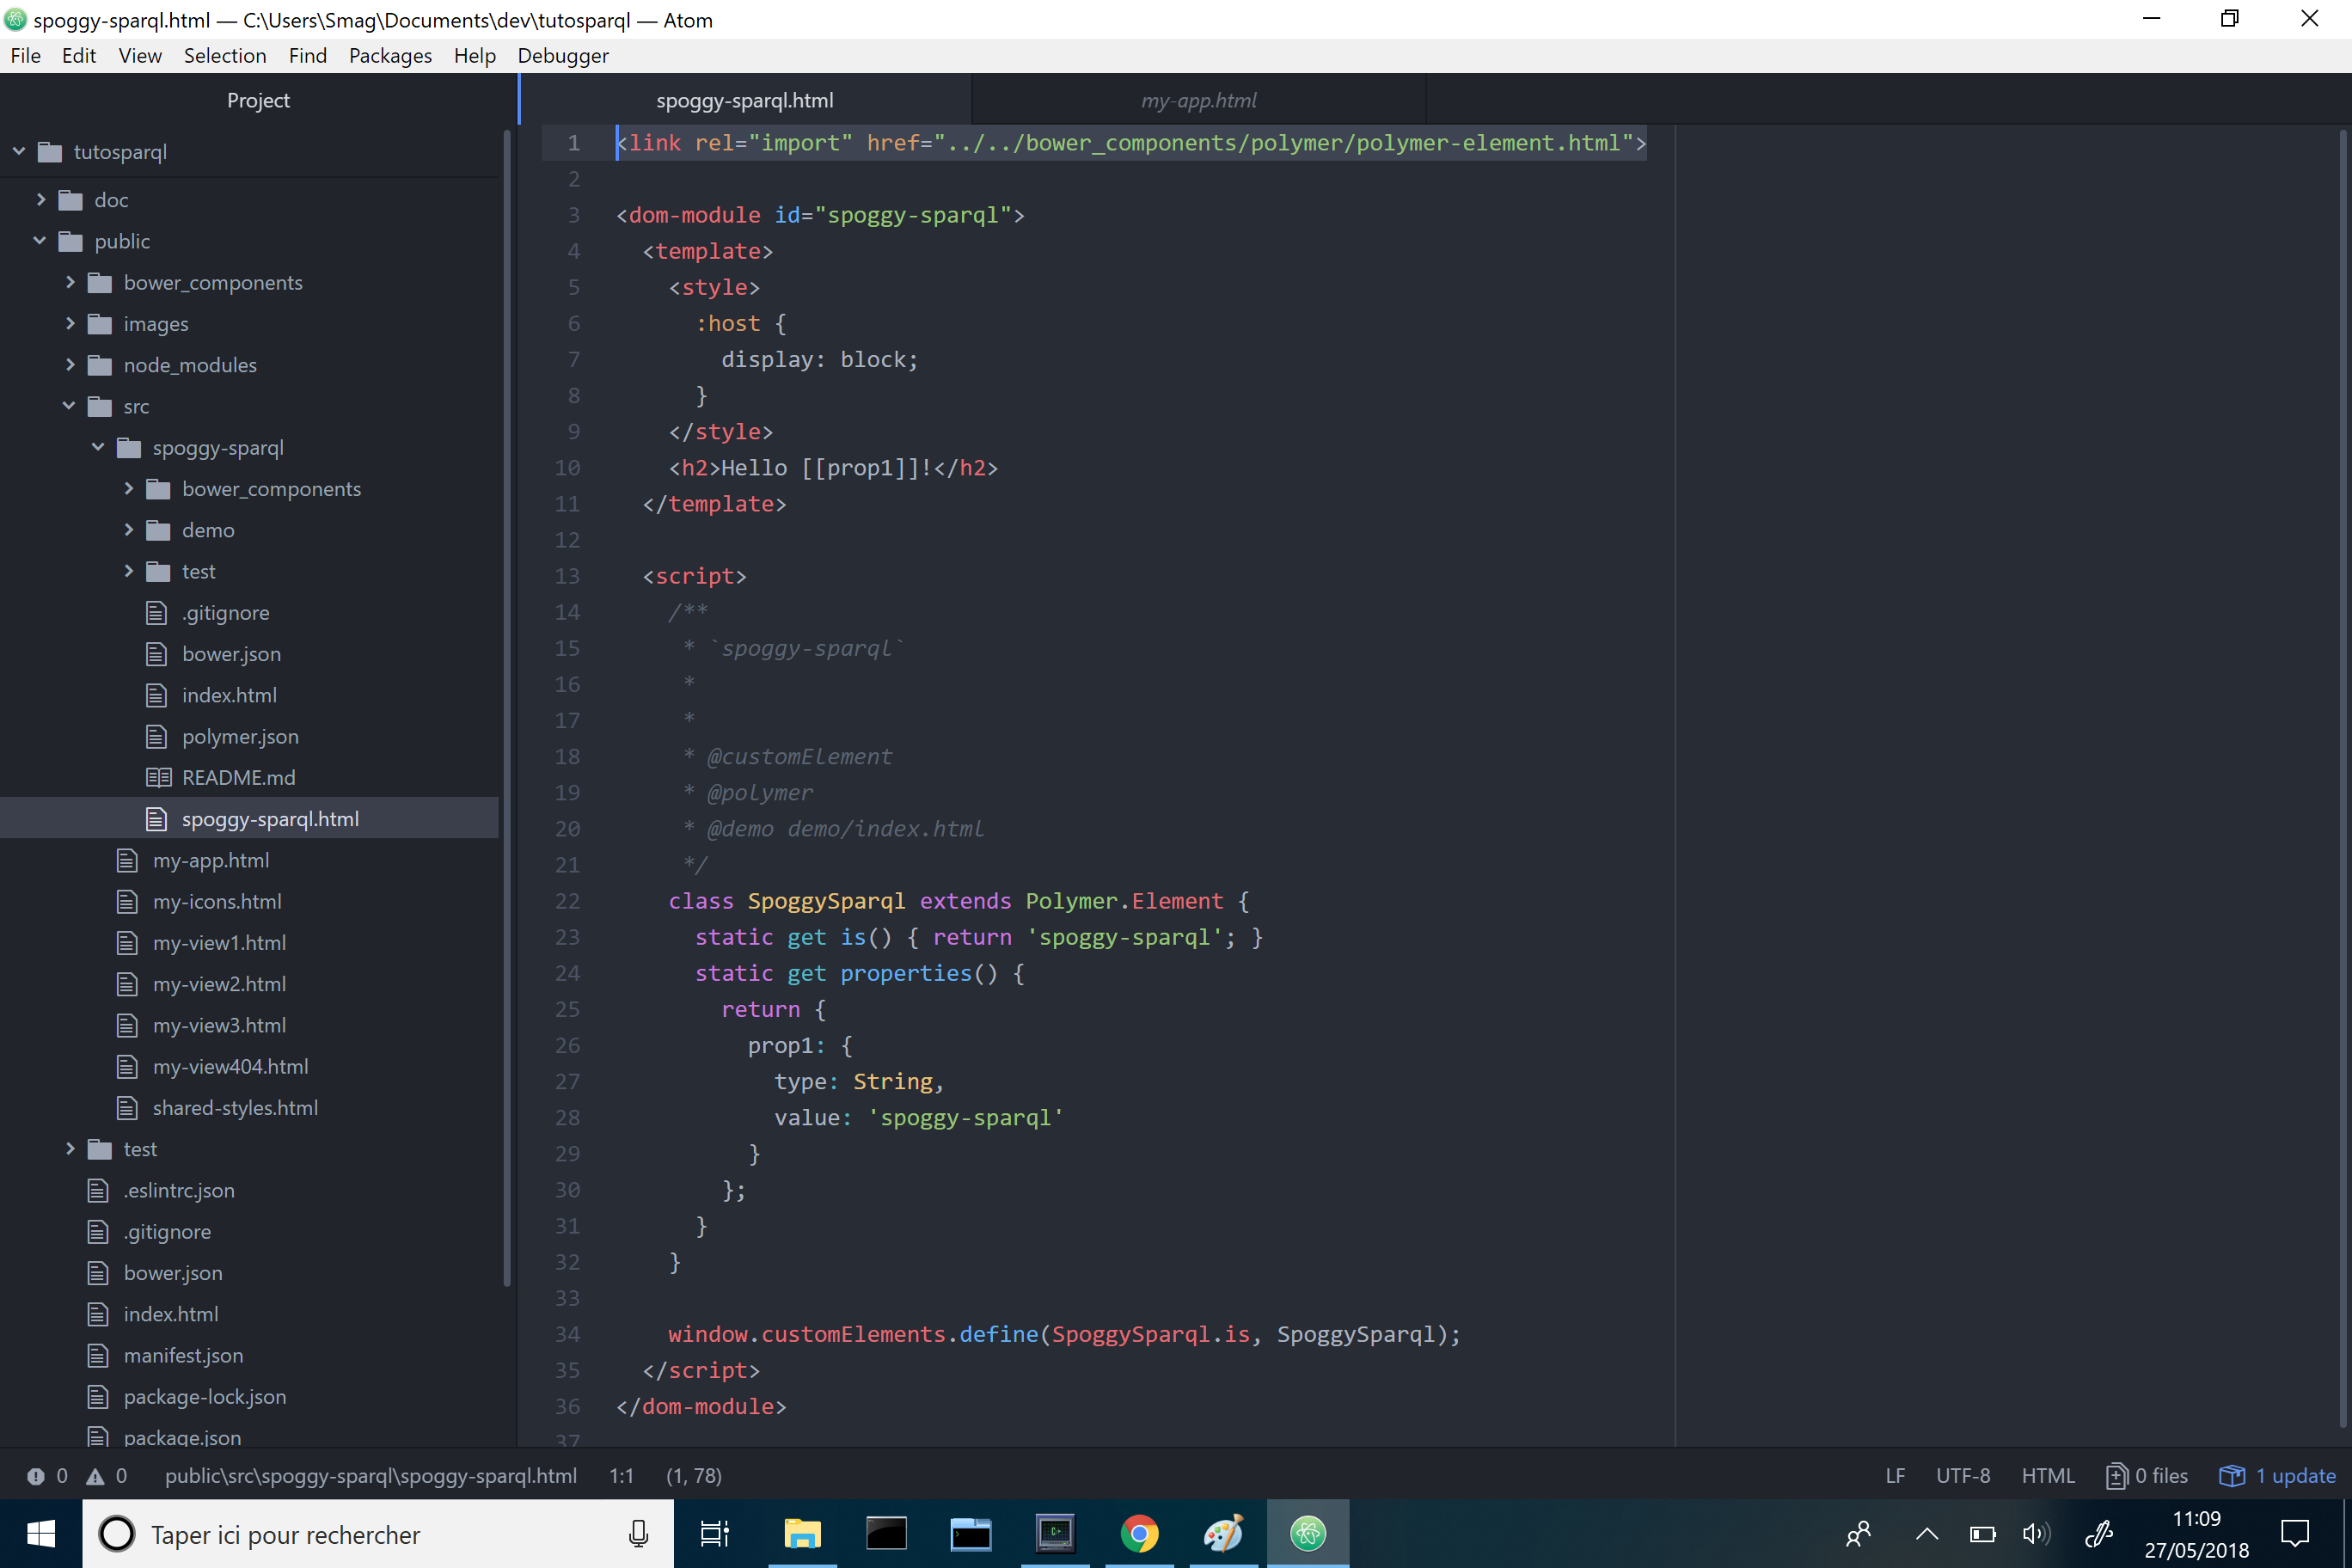 spoggy-sparql.html — C:\Users\Smag\Documents\dev\tutosparql — Atom
File Edit View Selection Find Packages Help Debugger
Project
tutosparql
doc
public
bower_components
images
node_modules
src
spoggy-sparql
bower_components
demo
test
.gitignore
bower.json
index.html
polymer.json
README.md
spoggy-sparql.html
my-app.html
my-icons.html
my-view1.html
my-view2.html
my-view3.html
my-view404.html
shared-styles.html
test
.eslintrc.json
.gitignore
bower.json
index.html
manifest.json
package-lock.json
package.json
spoggy-sparql.html my-app.html
1 <link rel="import" href="../../bower_components/polymer/polymer-element.html">
2
3 <dom-module id="spoggy-sparql">
4 <template>
5 <style>
6 :host {
7 display: block;
8 }
9 </style>
10 <h2>Hello [[prop1]]!</h2>
11 </template>
12
13 <script>
14 /**
15 * `spoggy-sparql`
16 *
17 *
18 * @customElement
19 * @polymer
20 * @demo demo/index.html
21 */
22 class SpoggySparql extends Polymer.Element {
23 static get is() { return 'spoggy-sparql'; }
24 static get properties() {
25 return {
26 prop1: {
27 type: String,
28 value: 'spoggy-sparql'
29 }
30 };
31 }
32 }
33
34 window.customElements.define(SpoggySparql.is, SpoggySparql);
35 </script>
36 </dom-module>
37
0 0 public\src\spoggy-sparql\spoggy-sparql.html 1:1 (1, 78) LF UTF-8 HTML 0 files 1 update
Taper ici pour rechercher
11:09
27/05/2018